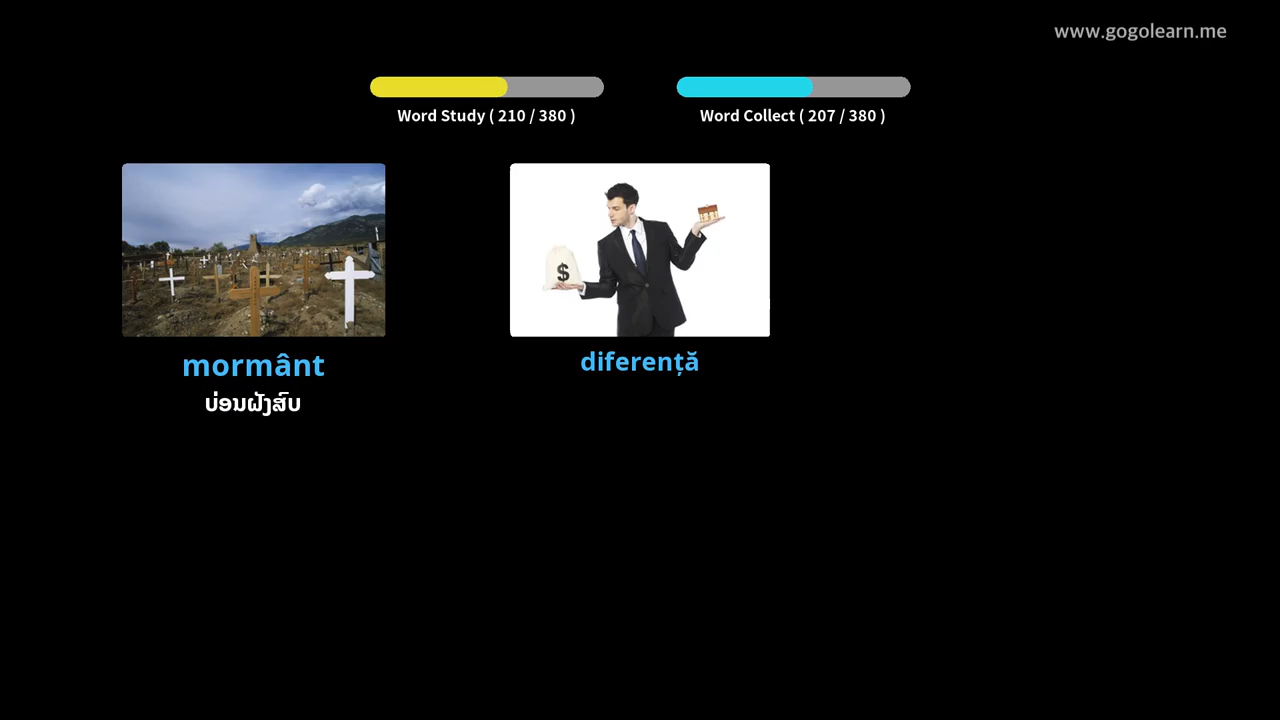 www.gogolearn.me
Word Study ( 210 / 380 )
Word Collect ( 207 / 380 )
$
mormânt
ບ່ອນຝັງສົບ
diferență